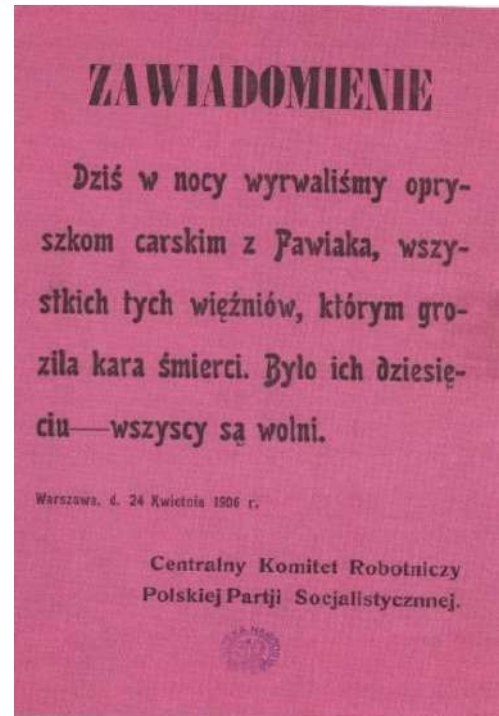 ZAWIADOMIENIE
Dziś w nocy wyrwaliśmy opry-
szkom carskim z Pawiaka, wszy-
stkich tych więźniów, którym gro-
ziła kara śmierci. Było ich dziesię-
ciu—wszyscy są wolni.
Warszawa, d. 24 Kwietnia 1906 r.
Centralny Komitet Robotniczy
Polskiej Partji Socjalistycznnej.